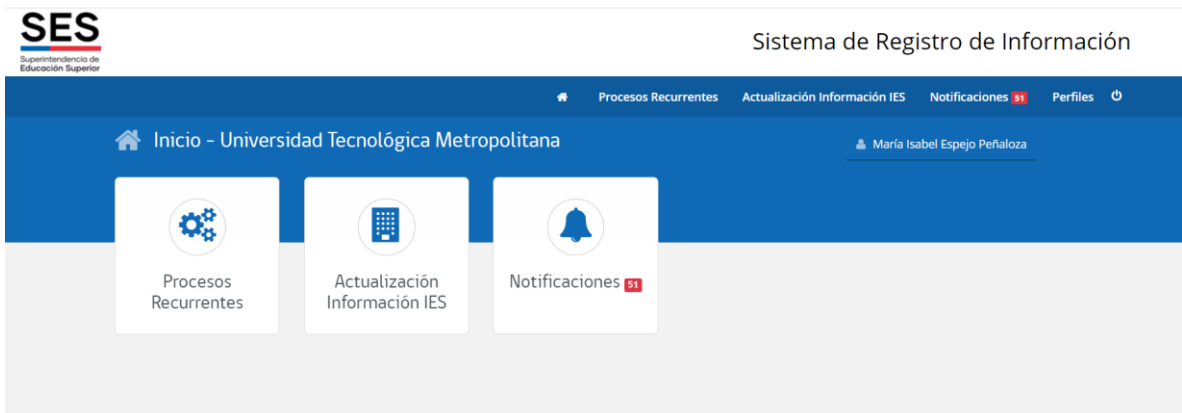 SES
Superintendencia de
Educación Superior
Sistema de Registro de Información
Procesos Recurrentes Actualización Información IES Notificaciones 51 Perfiles
Inicio - Universidad Tecnológica Metropolitana
María Isabel Espejo Peñaloza
Procesos
Recurrentes
Actualización
Información IES
Notificaciones 51